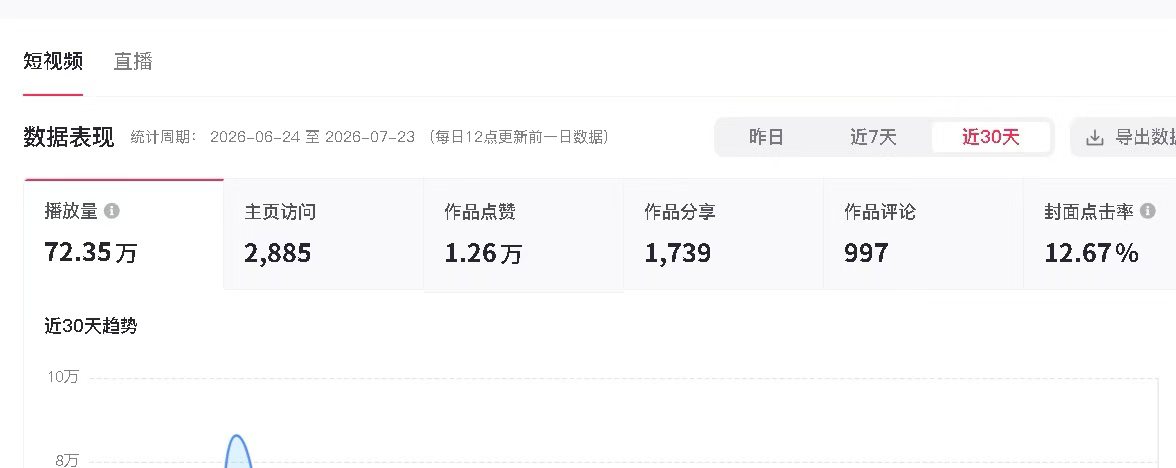 短视频 直播
数据表现 统计周期： 2026-06-24 至 2026-07-23 （每日12点更新前一日数据） 昨日 近7天 近30天 导出数
播放量 主页访问 作品点赞 作品分享 作品评论 封面点击率
72.35万 2,885 1.26万 1,739 997 12.67%
近30天趋势
10万
8万